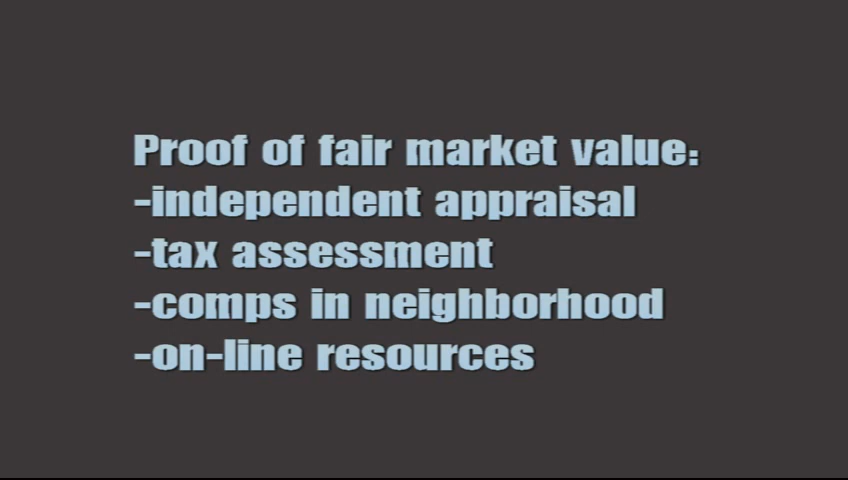 Proof of fair market value:
-independent appraisal
-tax assessment
-comps in neighborhood
-on-line resources